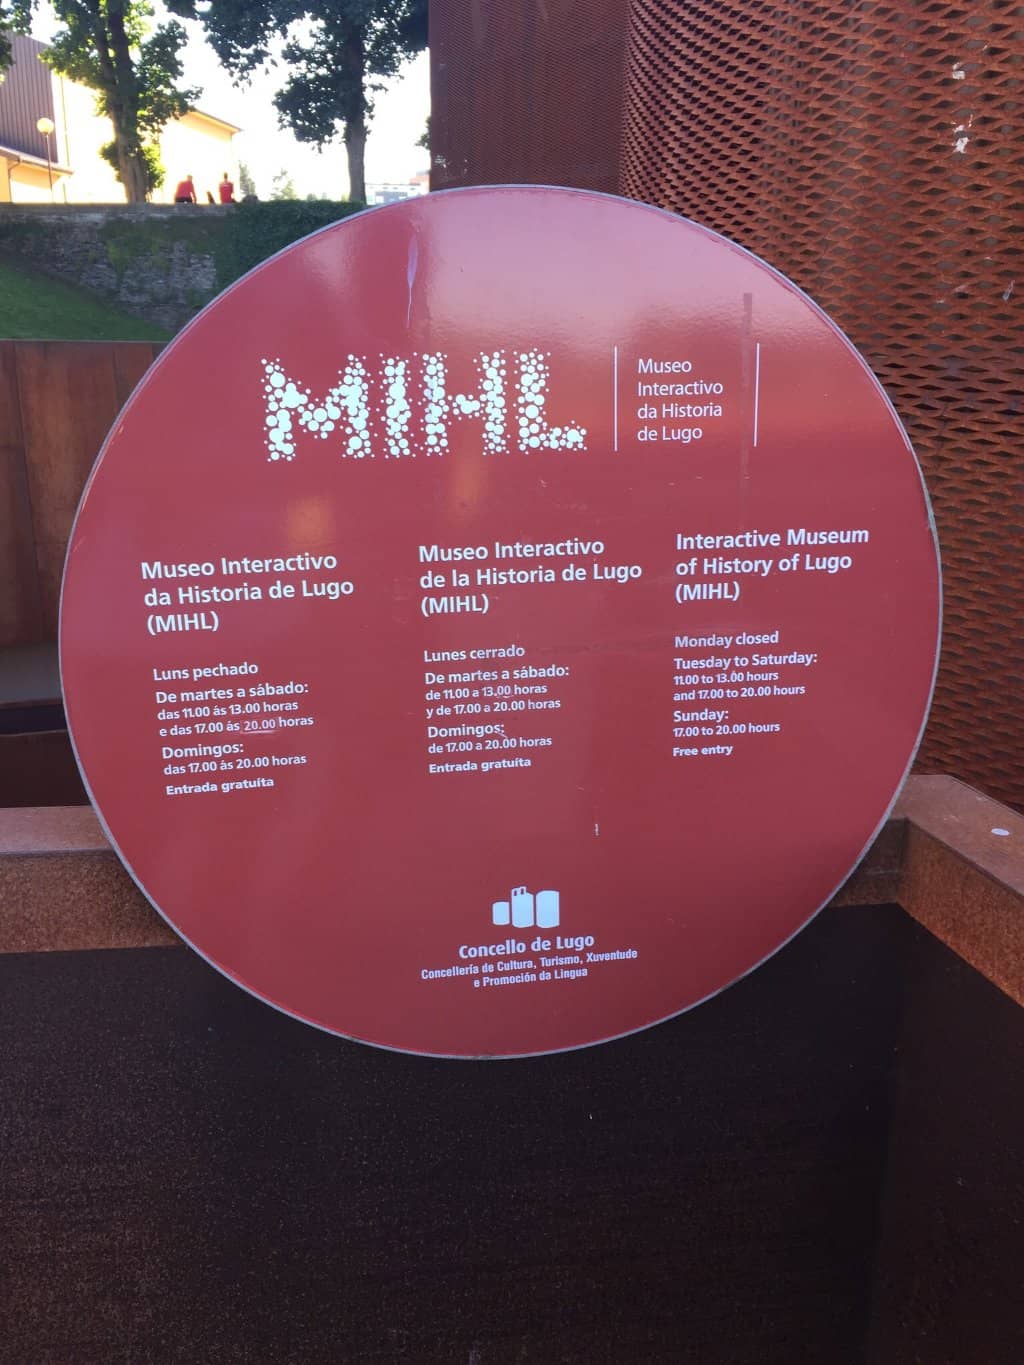 MIHL
Museo
Interactivo
da Historia
de Lugo
Museo Interactivo
da Historia de Lugo
(MIHL)
Luns pechado
De martes a sábado:
das 11.00 ás 13.00 horas
e das 17.00 ás 20.00 horas
Domingos:
das 17.00 ás 20.00 horas
Entrada gratuíta
Museo Interactivo
de la Historia de Lugo
(MIHL)
Lunes cerrado
De martes a sábado:
de 11.00 a 13.00 horas
y de 17.00 a 20.00 horas
Domingos:
de 17.00 a 20.00 horas
Entrada gratuita
Interactive Museum
of History of Lugo
(MIHL)
Monday closed
Tuesday to Saturday:
11.00 to 13.00 hours
and 17.00 to 20.00 hours
Sunday:
17.00 to 20.00 hours
Free entry
Concello de Lugo
Concellería de Cultura, Turismo, Xuventude
e Promoción da Lingua